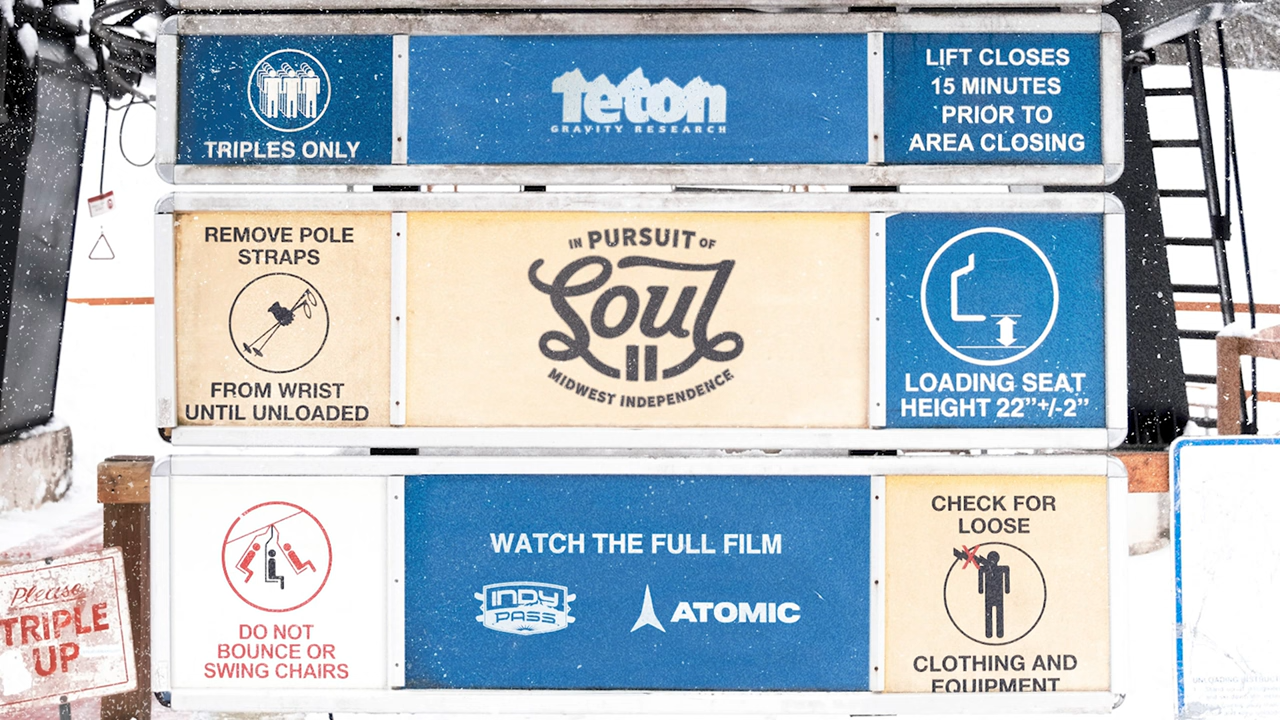 TRIPLES ONLY
Teton
GRAVITY RESEARCH
LIFT CLOSES
15 MINUTES
PRIOR TO
AREA CLOSING
REMOVE POLE
STRAPS
FROM WRIST
UNTIL UNLOADED
IN PURSUIT OF
Soul
II
MIDWEST INDEPENDENCE
LOADING SEAT
HEIGHT 22”+/-2”
DO NOT
BOUNCE OR
SWING CHAIRS
WATCH THE FULL FILM
INDY
PASS
ATOMIC
CHECK FOR
LOOSE
CLOTHING AND
EQUIPMENT
Please
TRIPLE
UP